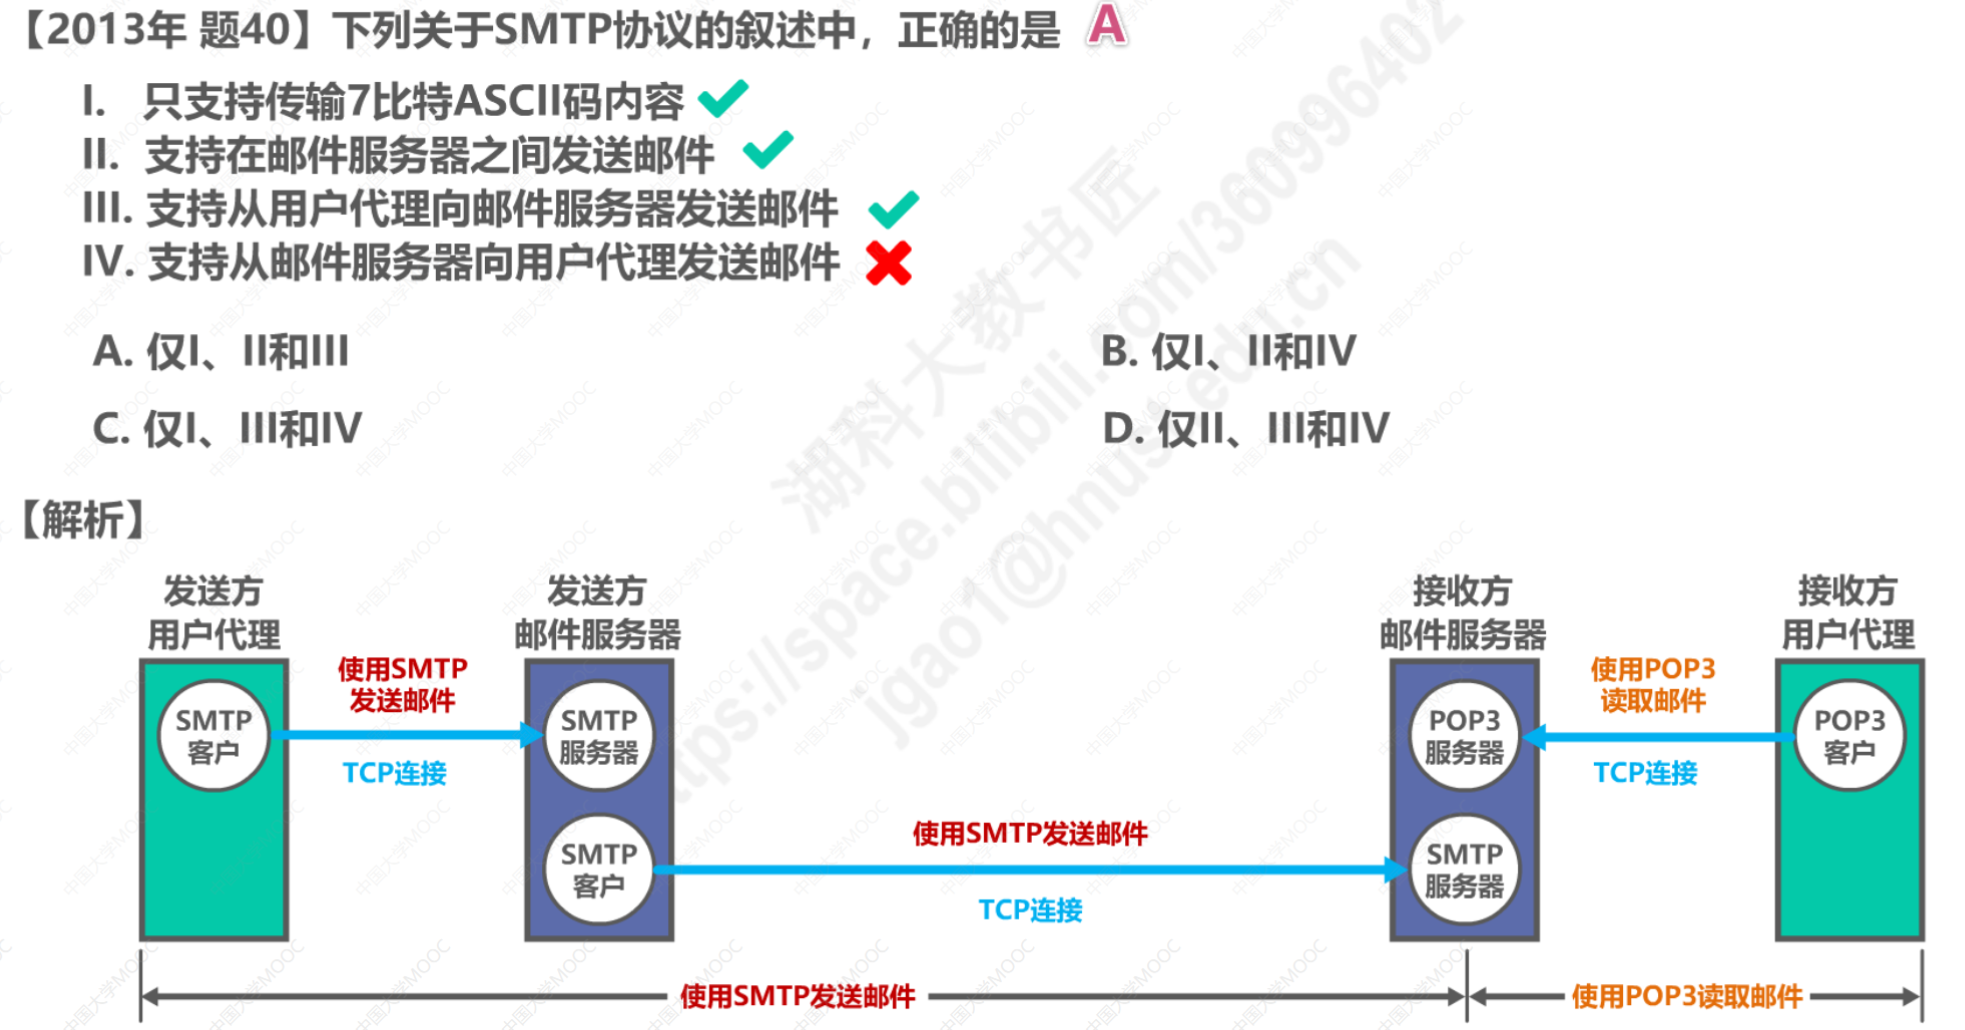 【2013年 题40】下列关于SMTP协议的叙述中，正确的是 A
I. 只支持传输7比特ASCII码内容
II. 支持在邮件服务器之间发送邮件
III. 支持从用户代理向邮件服务器发送邮件
IV. 支持从邮件服务器向用户代理发送邮件
A. 仅I、II和III
B. 仅I、II和IV
C. 仅I、III和IV
D. 仅II、III和IV
【解析】
发送方
用户代理
发送方
邮件服务器
接收方
邮件服务器
接收方
用户代理
使用SMTP
发送邮件
使用POP3
读取邮件
SMTP
客户
SMTP
服务器
POP3
服务器
POP3
客户
TCP连接
TCP连接
使用SMTP发送邮件
SMTP
客户
SMTP
服务器
TCP连接
使用SMTP发送邮件
使用POP3读取邮件
湖科大教书匠
https://space.bilibili.com/360996402
jgao1@hnust.edu.cn
中国大学MOOC